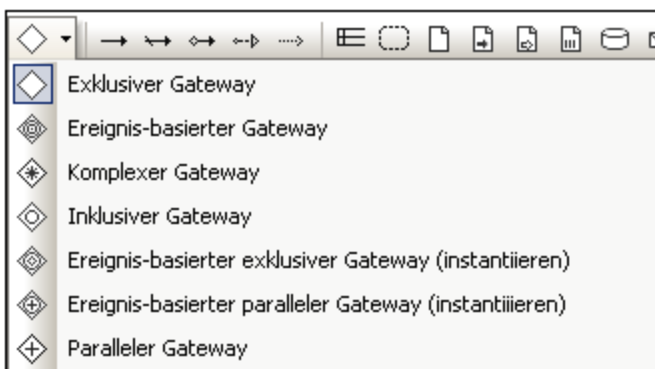 Exklusiver Gateway
Ereignis-basierter Gateway
Komplexer Gateway
Inklusiver Gateway
Ereignis-basierter exklusiver Gateway (instantiieren)
Ereignis-basierter paralleler Gateway (instantiiieren)
Paralleler Gateway